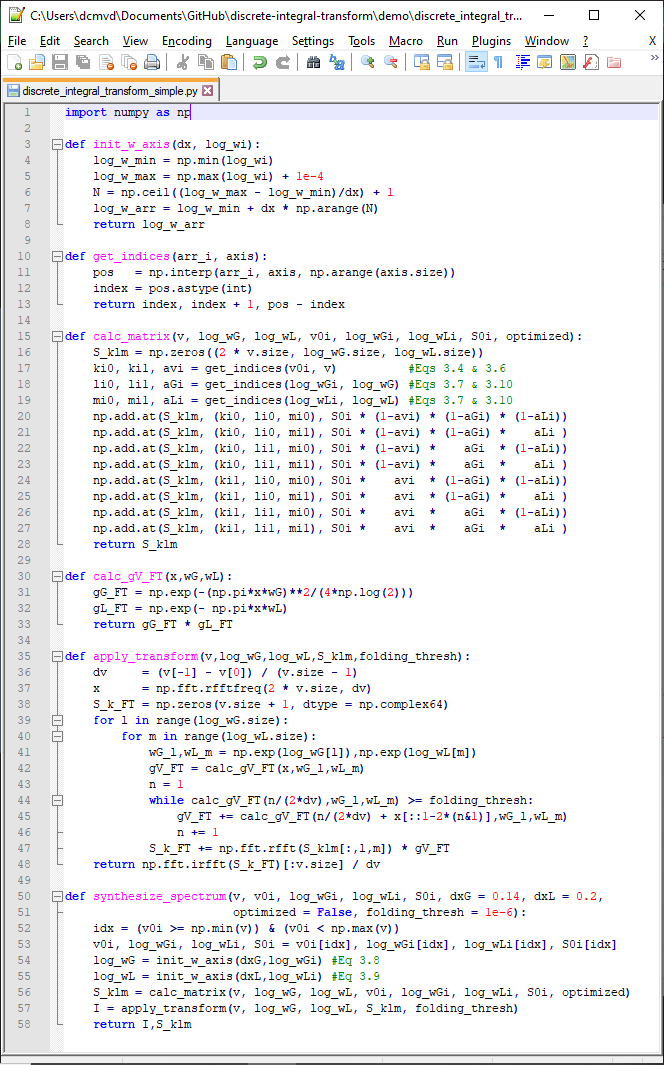 C:\Users\dcmvd\Documents\GitHub\discrete-integral-transform\demo\discrete_integral_tr...
File Edit Search View Encoding Language Settings Tools Macro Run Plugins Window ? X
discrete_integral_transform_simple.py
1 import numpy as np
2
3 def init_w_axis(dx, log_wi):
4     log_w_min = np.min(log_wi)
5     log_w_max = np.max(log_wi) + 1e-4
6     N = np.ceil((log_w_max - log_w_min)/dx) + 1
7     log_w_arr = log_w_min + dx * np.arange(N)
8     return log_w_arr
9
10 def get_indices(arr_i, axis):
11     pos   = np.interp(arr_i, axis, np.arange(axis.size))
12     index = pos.astype(int)
13     return index, index + 1, pos - index
14
15 def calc_matrix(v, log_wG, log_wL, v0i, log_wGi, log_wLi, S0i, optimized):
16     S_klm = np.zeros((2 * v.size, log_wG.size, log_wL.size))
17     ki0, ki1, avi = get_indices(v0i, v)          #Eqs 3.4 & 3.6
18     li0, li1, aGi = get_indices(log_wGi, log_wG) #Eqs 3.7 & 3.10
19     mi0, mi1, aLi = get_indices(log_wLi, log_wL) #Eqs 3.7 & 3.10
20     np.add.at(S_klm, (ki0, li0, mi0), S0i * (1-avi) * (1-aGi) * (1-aLi))
21     np.add.at(S_klm, (ki0, li0, mi1), S0i * (1-avi) * (1-aGi) *    aLi )
22     np.add.at(S_klm, (ki0, li1, mi0), S0i * (1-avi) *    aGi  * (1-aLi))
23     np.add.at(S_klm, (ki0, li1, mi1), S0i * (1-avi) *    aGi  *    aLi )
24     np.add.at(S_klm, (ki1, li0, mi0), S0i *    avi  * (1-aGi) * (1-aLi))
25     np.add.at(S_klm, (ki1, li0, mi1), S0i *    avi  * (1-aGi) *    aLi )
26     np.add.at(S_klm, (ki1, li1, mi0), S0i *    avi  *    aGi  * (1-aLi))
27     np.add.at(S_klm, (ki1, li1, mi1), S0i *    avi  *    aGi  *    aLi )
28     return S_klm
29
30 def calc_gV_FT(x,wG,wL):
31     gG_FT = np.exp(-(np.pi*x*wG)**2/(4*np.log(2)))
32     gL_FT = np.exp(- np.pi*x*wL)
33     return gG_FT * gL_FT
34
35 def apply_transform(v,log_wG,log_wL,S_klm,folding_thresh):
36     dv     = (v[-1] - v[0]) / (v.size - 1)
37     x      = np.fft.rfftfreq(2 * v.size, dv)
38     S_k_FT = np.zeros(v.size + 1, dtype = np.complex64)
39     for l in range(log_wG.size):
40         for m in range(log_wL.size):
41             wG_l,wL_m = np.exp(log_wG[l]),np.exp(log_wL[m])
42             gV_FT = calc_gV_FT(x,wG_l,wL_m)
43             n = 1
44             while calc_gV_FT(n/(2*dv),wG_l,wL_m) >= folding_thresh:
45                 gV_FT += calc_gV_FT(n/(2*dv) + x[::1-2*(n&1)],wG_l,wL_m)
46                 n += 1
47             S_k_FT += np.fft.rfft(S_klm[:,l,m]) * gV_FT
48     return np.fft.irfft(S_k_FT)[:v.size] / dv
49
50 def synthesize_spectrum(v, v0i, log_wGi, log_wLi, S0i, dxG = 0.14, dxL = 0.2,
51                         optimized = False, folding_thresh = 1e-6):
52     idx = (v0i >= np.min(v)) & (v0i < np.max(v))
53     v0i, log_wGi, log_wLi, S0i = v0i[idx], log_wGi[idx], log_wLi[idx], S0i[idx]
54     log_wG = init_w_axis(dxG,log_wGi) #Eq 3.8
55     log_wL = init_w_axis(dxL,log_wLi) #Eq 3.9
56     S_klm = calc_matrix(v, log_wG, log_wL, v0i, log_wGi, log_wLi, S0i, optimized)
57     I = apply_transform(v, log_wG, log_wL, S_klm, folding_thresh)
58     return I,S_klm